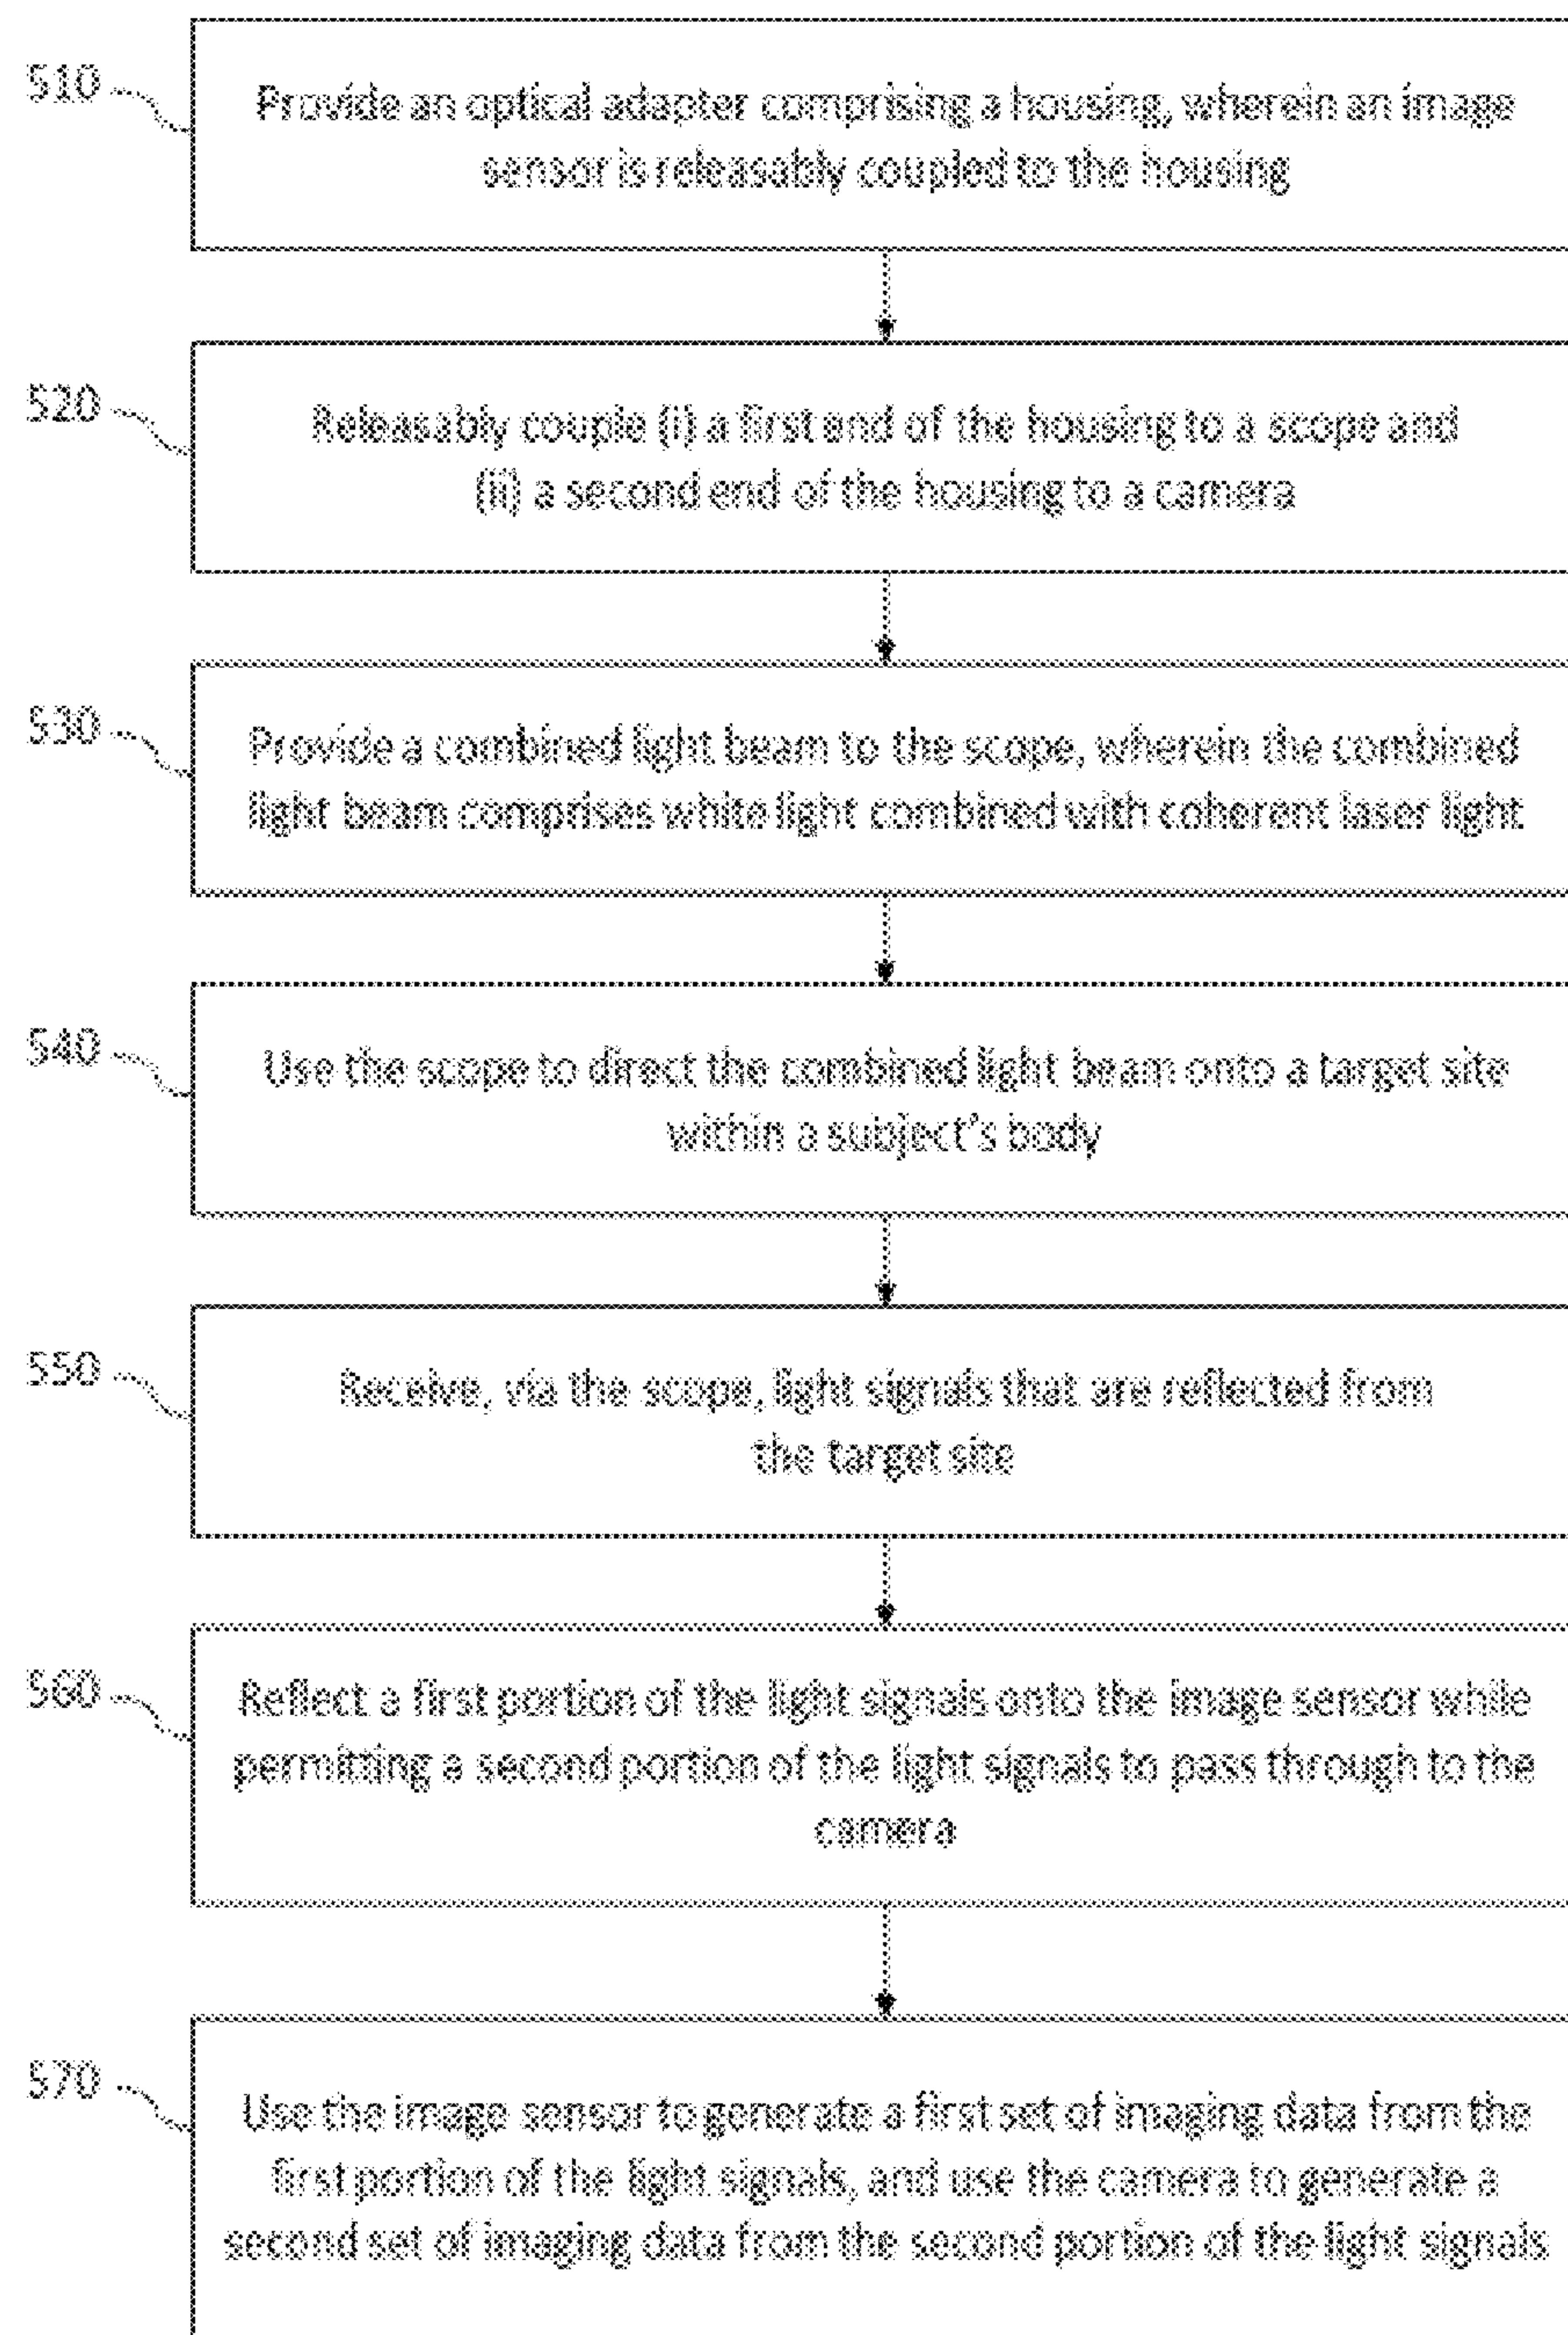 510
Provide an optical adapter comprising a housing, wherein an image
sensor is releasably coupled to the housing
520
Releasably couple (i) a first end of the housing to a scope and
(ii) a second end of the housing to a camera
530
Provide a combined light beam to the scope, wherein the combined
light beam comprises white light combined with coherent laser light
540
Use the scope to direct the combined light beam onto a target site
within a subject's body
550
Receive, via the scope, light signals that are reflected from
the target site
560
Reflect a first portion of the light signals onto the image sensor while
permitting a second portion of the light signals to pass through to the
camera
570
Use the image sensor to generate a first set of imaging data from the
first portion of the light signals, and use the camera to generate a
second set of imaging data from the second portion of the light signals